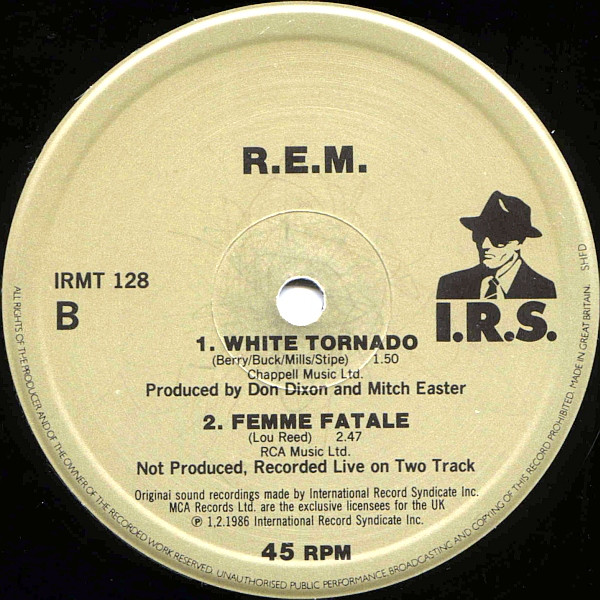 R.E.M.
IRMT 128
B
I.R.S.
SHFD
1. WHITE TORNADO
(Berry/Buck/Mills/Stipe) 1.50
Chappell Music Ltd.
Produced by Don Dixon and Mitch Easter
2. FEMME FATALE
(Lou Reed) 2.47
RCA Music Ltd.
Not Produced, Recorded Live on Two Track
Original sound recordings made by International Record Syndicate Inc.
MCA Records Ltd. are the exclusive licensees for the UK
℗ 1,2.1986 International Record Syndicate Inc.
45 RPM
ALL RIGHTS OF THE PRODUCER AND OF THE OWNER OF THE RECORDED WORK RESERVED. UNAUTHORISED PUBLIC PERFORMANCE, BROADCASTING AND COPYING OF THIS RECORD PROHIBITED. MADE IN GREAT BRITAIN.